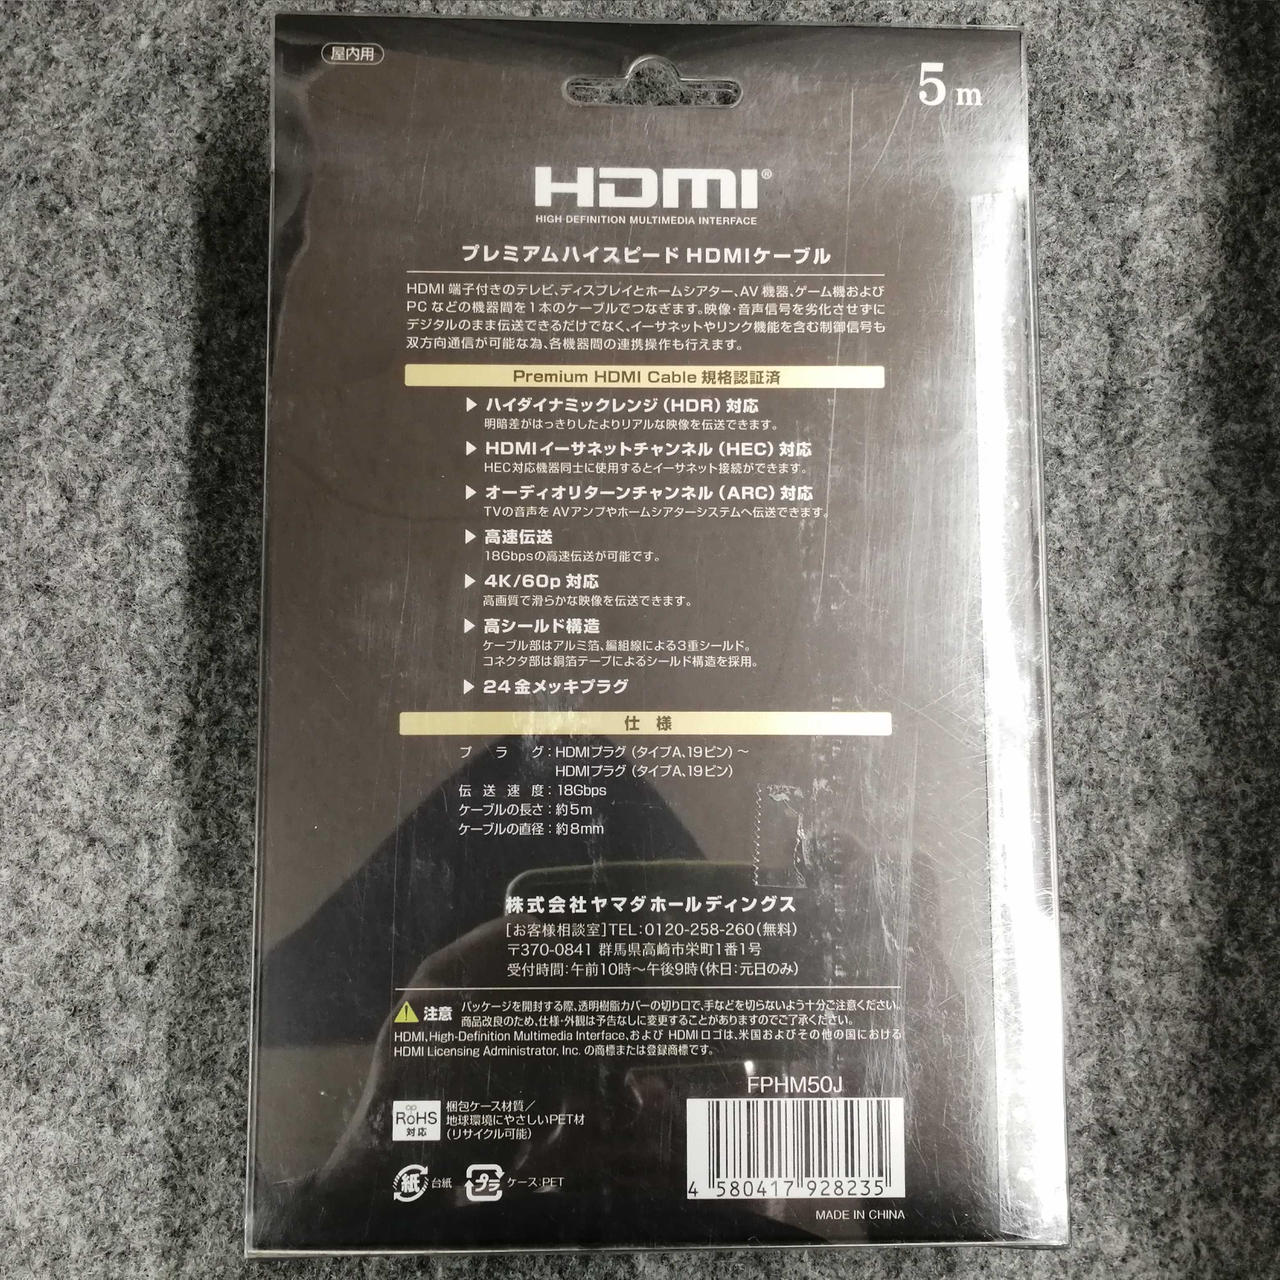 屋内用
5m
HDMI®
HIGH-DEFINITION MULTIMEDIA INTERFACE
プレミアムハイスピード HDMIケーブル
HDMI 端子付きのテレビ、ディスプレイとホームシアター、AV 機器、ゲーム機および
PC などの機器間を1本のケーブルでつなぎます。映像・音声信号を劣化させずに
デジタルのまま伝送できるだけでなく、イーサネットやリンク機能を含む制御信号も
双方向通信が可能な為、各機器間の連携操作も行えます。
Premium HDMI Cable 規格認証済
▶ ハイダイナミックレンジ（HDR）対応
明暗差がはっきりしたよりリアルな映像を伝送できます。
▶ HDMIイーサネットチャンネル（HEC）対応
HEC対応機器同士に使用するとイーサネット接続ができます。
▶ オーディオリターンチャンネル（ARC）対応
TVの音声を AVアンプやホームシアターシステムへ伝送できます。
▶ 高速伝送
18Gbpsの高速伝送が可能です。
▶ 4K/60p 対応
高画質で滑らかな映像を伝送できます。
▶ 高シールド構造
ケーブル部はアルミ箔、編組線による3重シールド。
コネクタ部は銅箔テープによるシールド構造を採用。
▶ 24金メッキプラグ
仕 様
プ ラ グ：HDMIプラグ（タイプA、19ピン）～
HDMIプラグ（タイプA、19ピン）
伝 送 速 度：18Gbps
ケーブルの長さ：約5m
ケーブルの直径：約8mm
株式会社ヤマダホールディングス
［お客様相談室］TEL：0120-258-260（無料）
〒370-0841 群馬県高崎市栄町1番1号
受付時間：午前10時～午後9時（休日：元日のみ）
注意 パッケージを開封する際、透明樹脂カバーの切り口で、手などを切らないよう十分ご注意ください。
商品改良のため、仕様・外観は予告なしに変更することがありますのでご了承ください。
HDMI、High-Definition Multimedia Interface、および HDMI ロゴは、米国およびその他の国における
HDMI Licensing Administrator, Inc. の商標または登録商標です。
FPHM50J
RoHS
対応
梱包ケース材質／
地球環境にやさしいPET材
（リサイクル可能）
紙 台紙
プラ ケース：PET
4 580417 928235
MADE IN CHINA